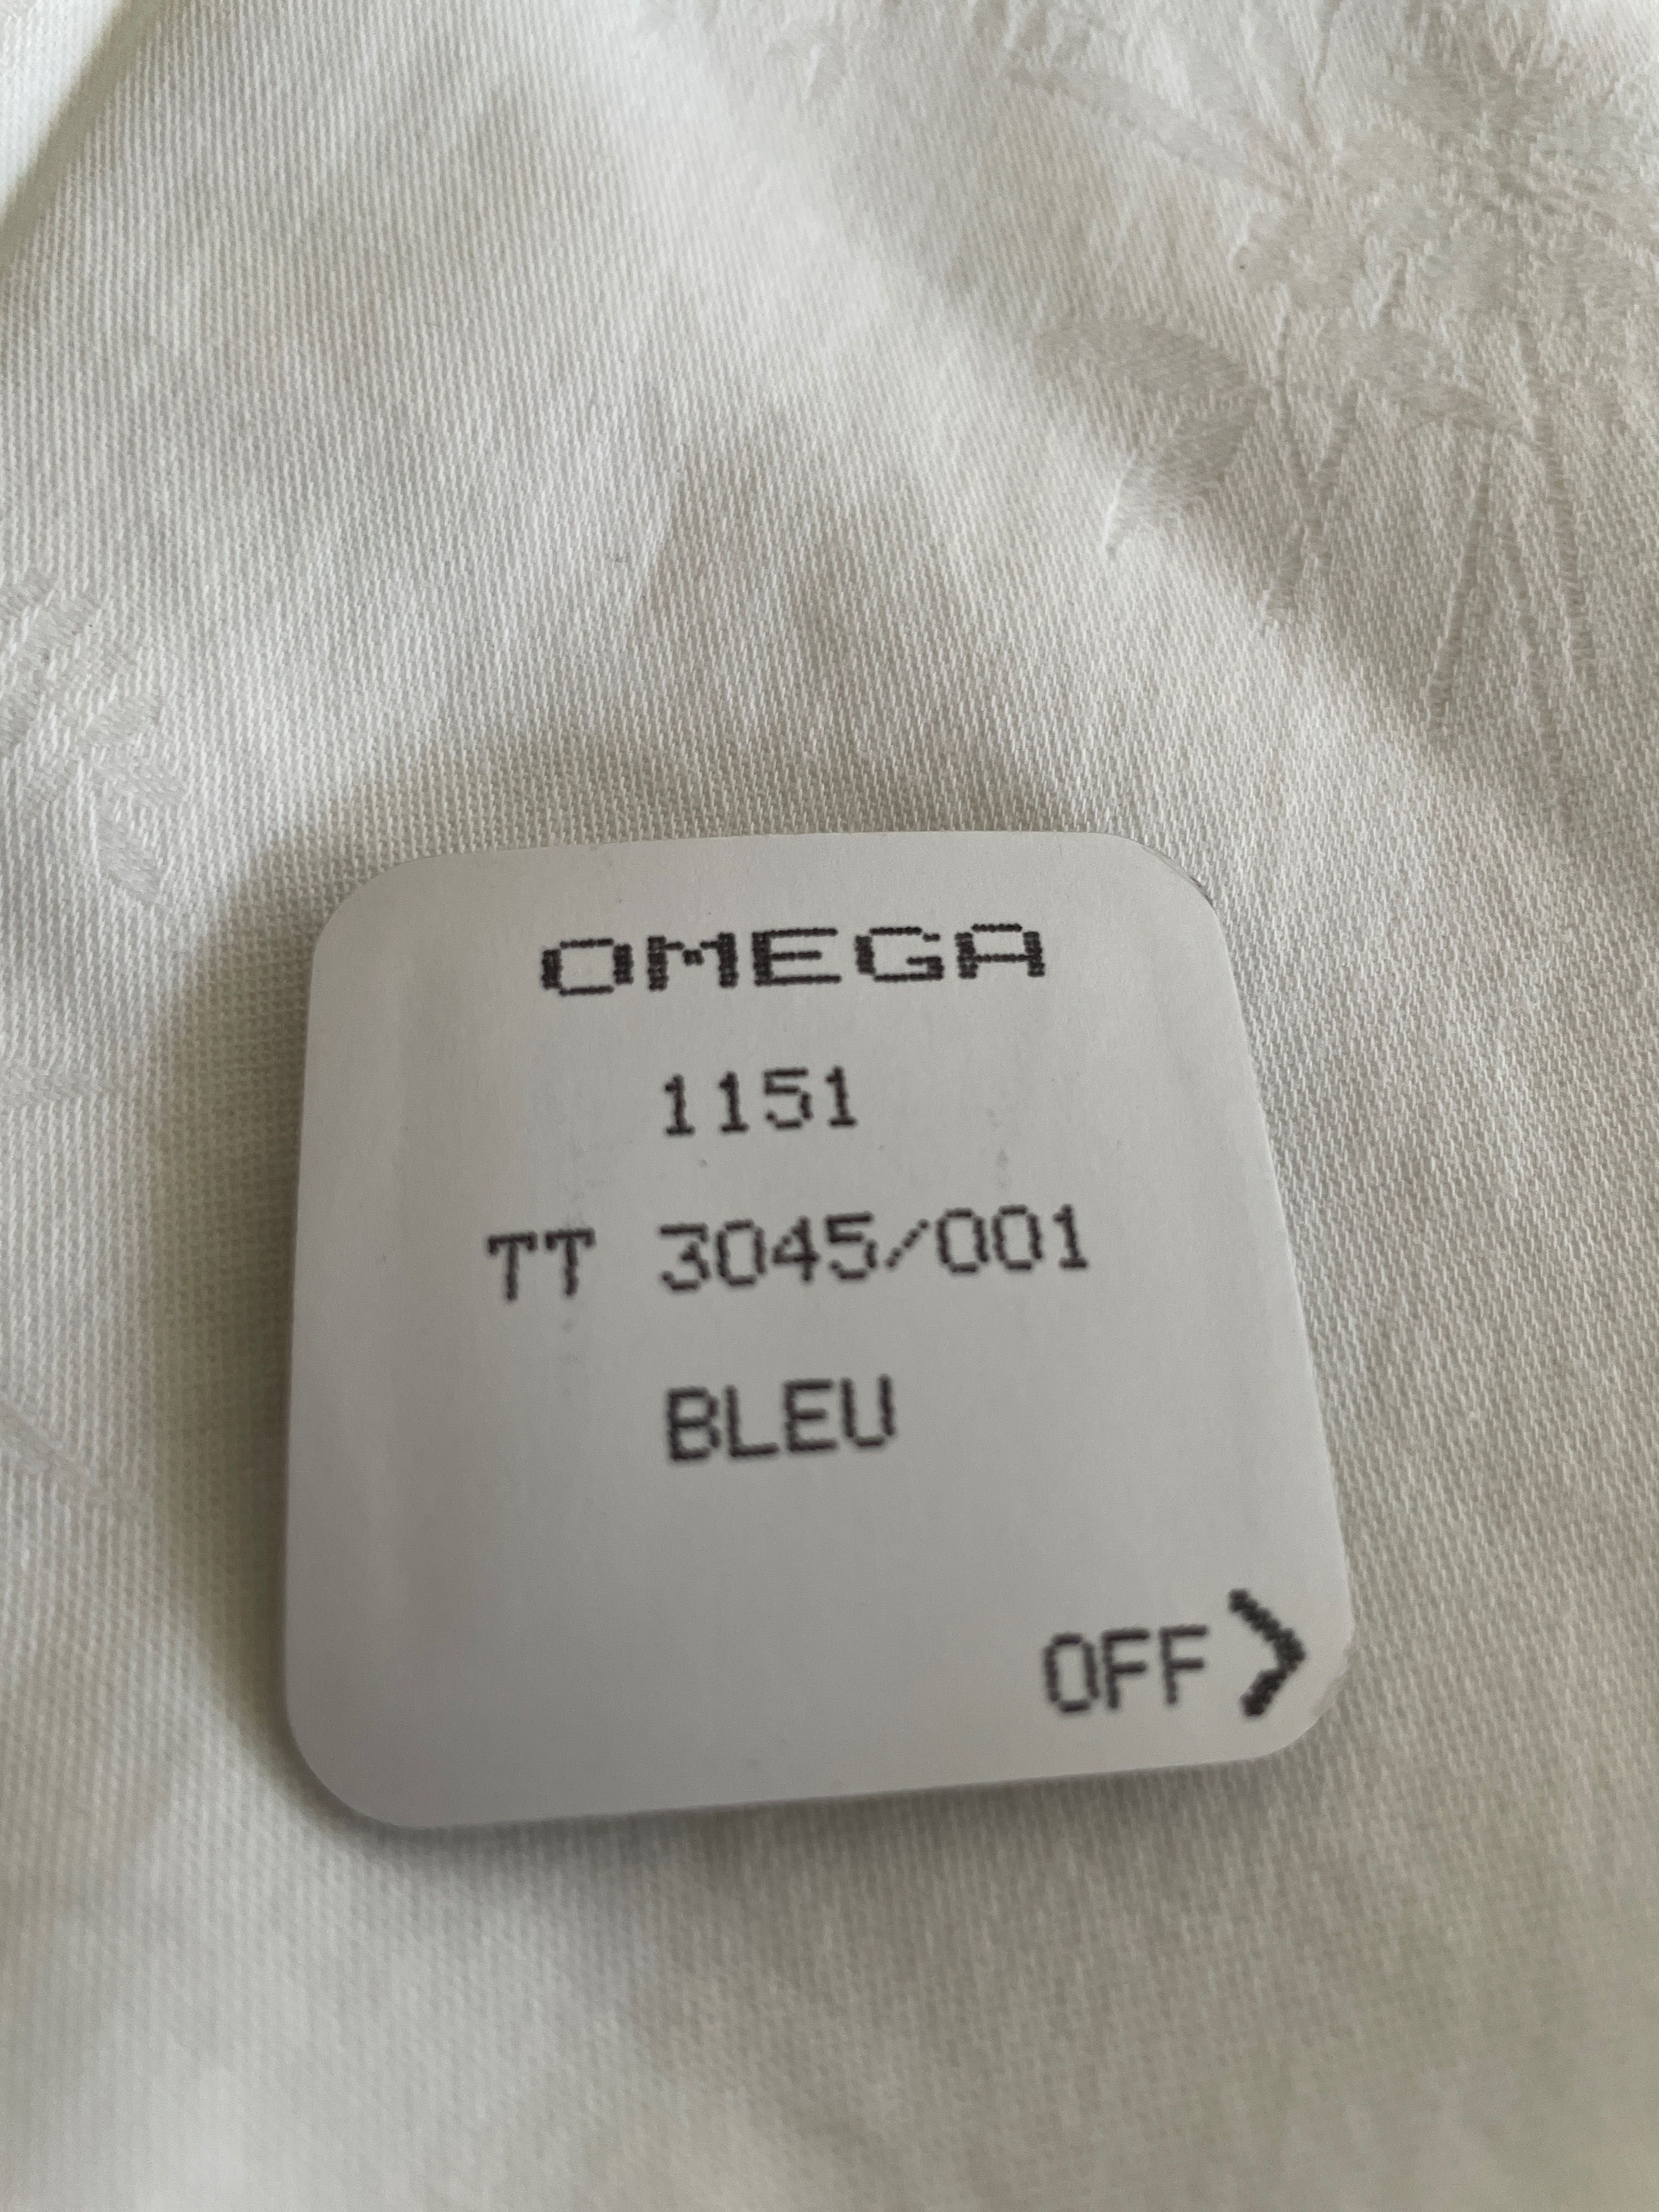 OMEGA
1151
TT 3045/001
BLEU
OFF >